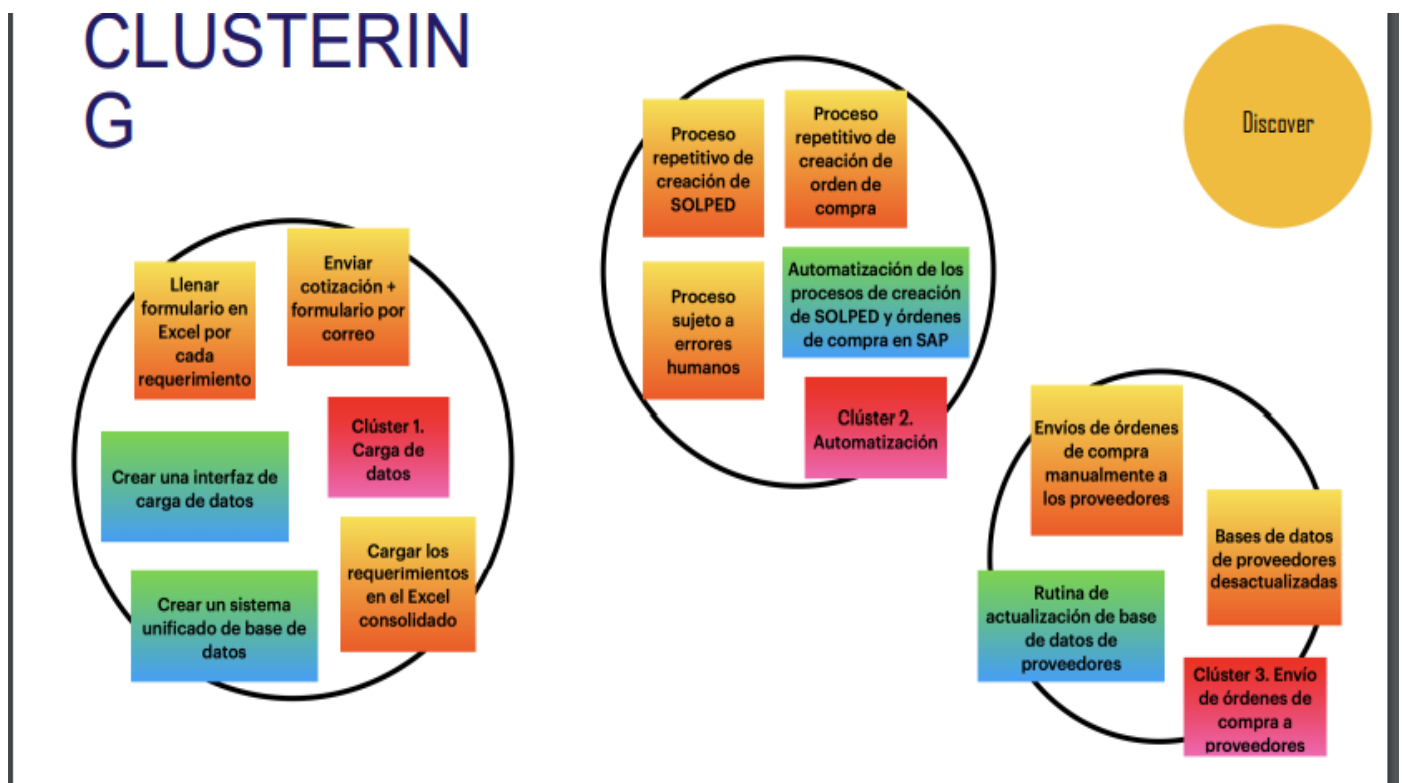 CLUSTERIN
G
Discover
Proceso
repetitivo de
creación de
SOLPED
Proceso
repetitivo de
creación de
orden de
compra
Proceso
sujeto a
errores
humanos
Automatización de los
procesos de creación
de SOLPED y órdenes
de compra en SAP
Clúster 2.
Automatización
Llenar
formulario en
Excel por
cada
requerimiento
Enviar
cotización +
formulario por
correo
Clúster 1.
Carga de
datos
Crear una interfaz de
carga de datos
Cargar los
requerimientos
en el Excel
consolidado
Crear un sistema
unificado de base de
datos
Envíos de órdenes
de compra
manualmente a
los proveedores
Bases de datos
de proveedores
desactualizadas
Rutina de
actualización de base
de datos de
proveedores
Clúster 3. Envío
de órdenes de
compra a
proveedores